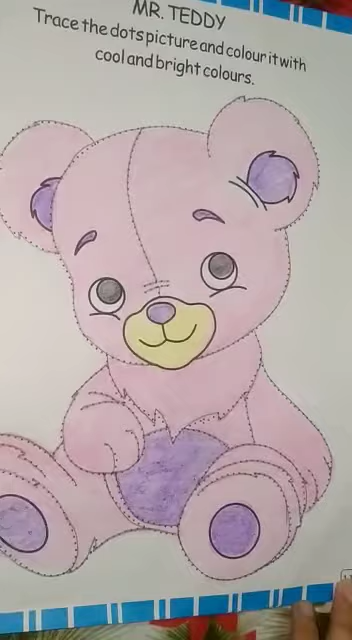 MR. TEDDY
Trace the dots picture and colour it with
cool and bright colours.